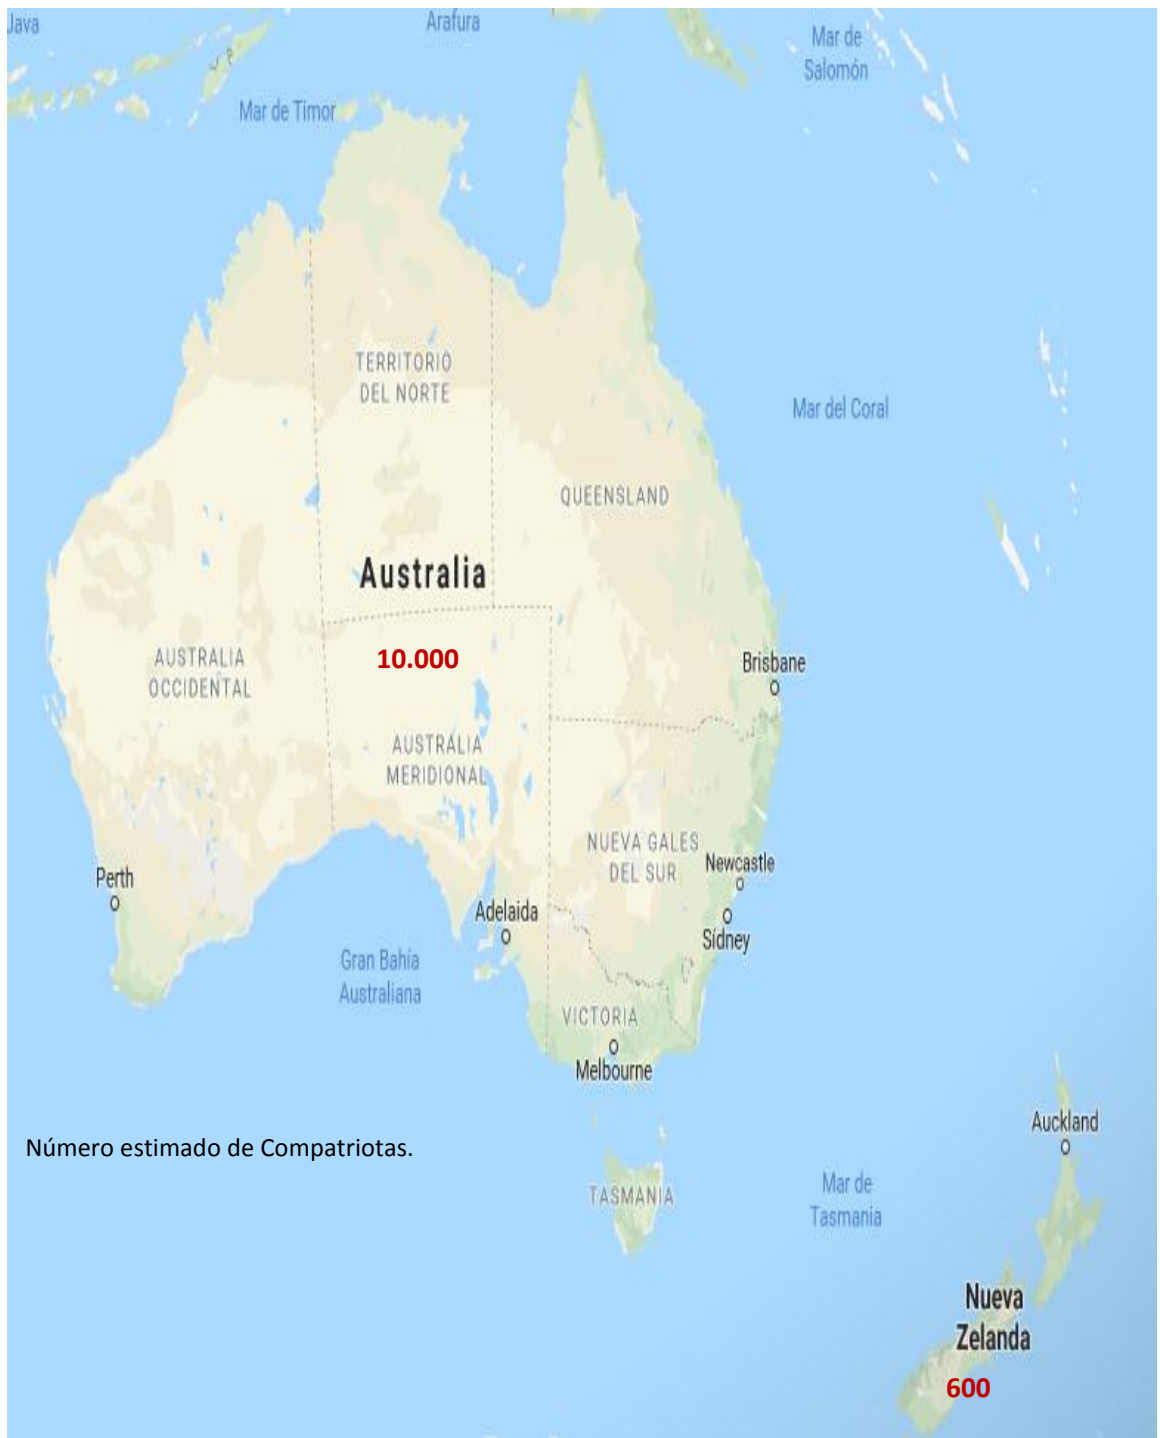 Java
Arafura
Mar de
Salomón
Mar de Timor
TERRITORIO
DEL NORTE
Mar del Coral
QUEENSLAND
Australia
10.000
AUSTRALIA
OCCIDENTAL
Brisbane
AUSTRALIA
MERIDIONAL
NUEVA GALES
DEL SUR
Newcastle
Perth
Adelaida
Sídney
Gran Bahía
Australiana
VICTORIA
Melbourne
Auckland
Número estimado de Compatriotas.
TASMANIA
Mar de
Tasmania
Nueva
Zelanda
600